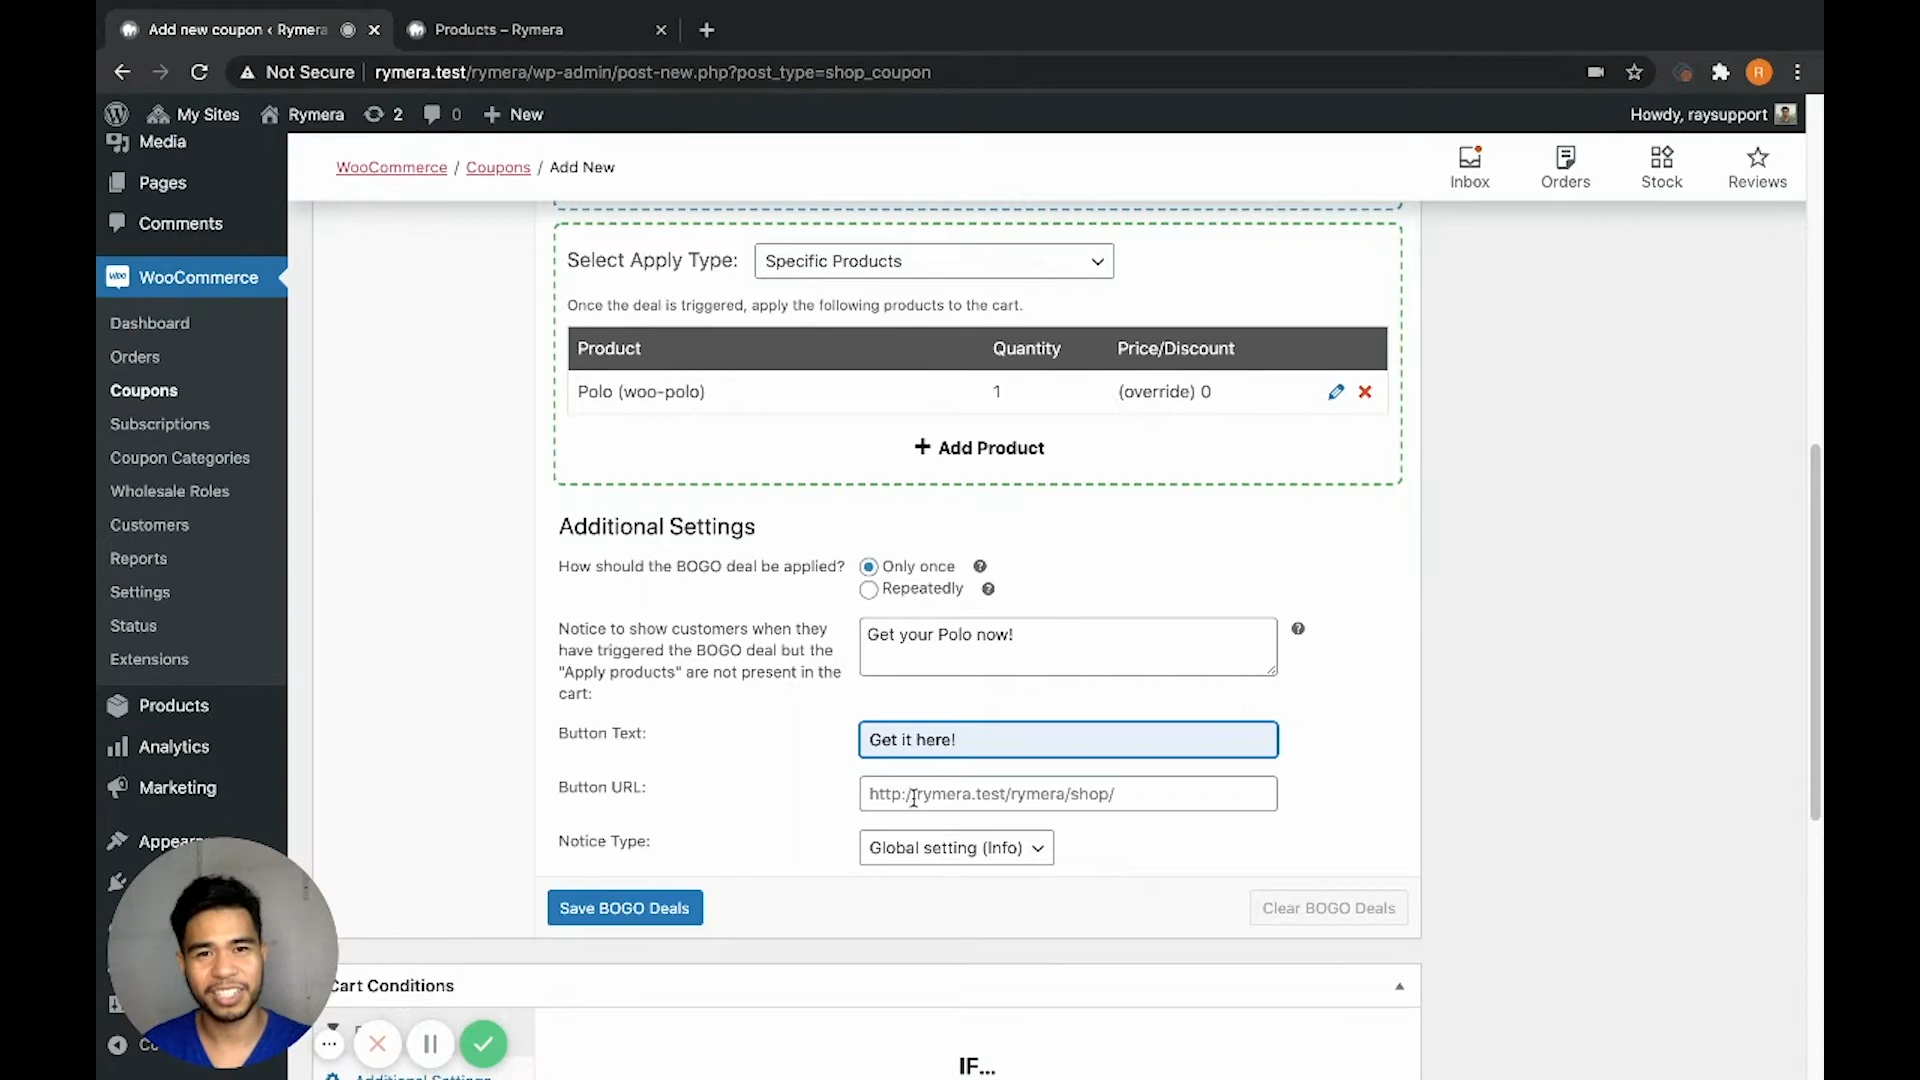 Add new coupon ‹ Rymera
Products – Rymera
Not Secure
rymera.test/rymera/wp-admin/post-new.php?post_type=shop_coupon
R
My Sites
Rymera
2
0
New
Howdy, raysupport
Media
Pages
Comments
woo
WooCommerce
Dashboard
Orders
Coupons
Subscriptions
Coupon Categories
Wholesale Roles
Customers
Reports
Settings
Status
Extensions
Products
Analytics
Marketing
WooCommerce / Coupons / Add New
Inbox
Orders
Stock
Reviews
Select Apply Type:
Specific Products
Once the deal is triggered, apply the following products to the cart.
Product Quantity Price/Discount
Polo (woo-polo) 1 (override) 0
+ Add Product
Additional Settings
How should the BOGO deal be applied?
Only once
Repeatedly
Notice to show customers when they
have triggered the BOGO deal but the
"Apply products" are not present in the
cart:
Get your Polo now!
Button Text:
Get it here!
Button URL:
http://rymera.test/rymera/shop/
Notice Type:
Global setting (Info)
Save BOGO Deals
Clear BOGO Deals
Cart Conditions
IF...
Additional Settings